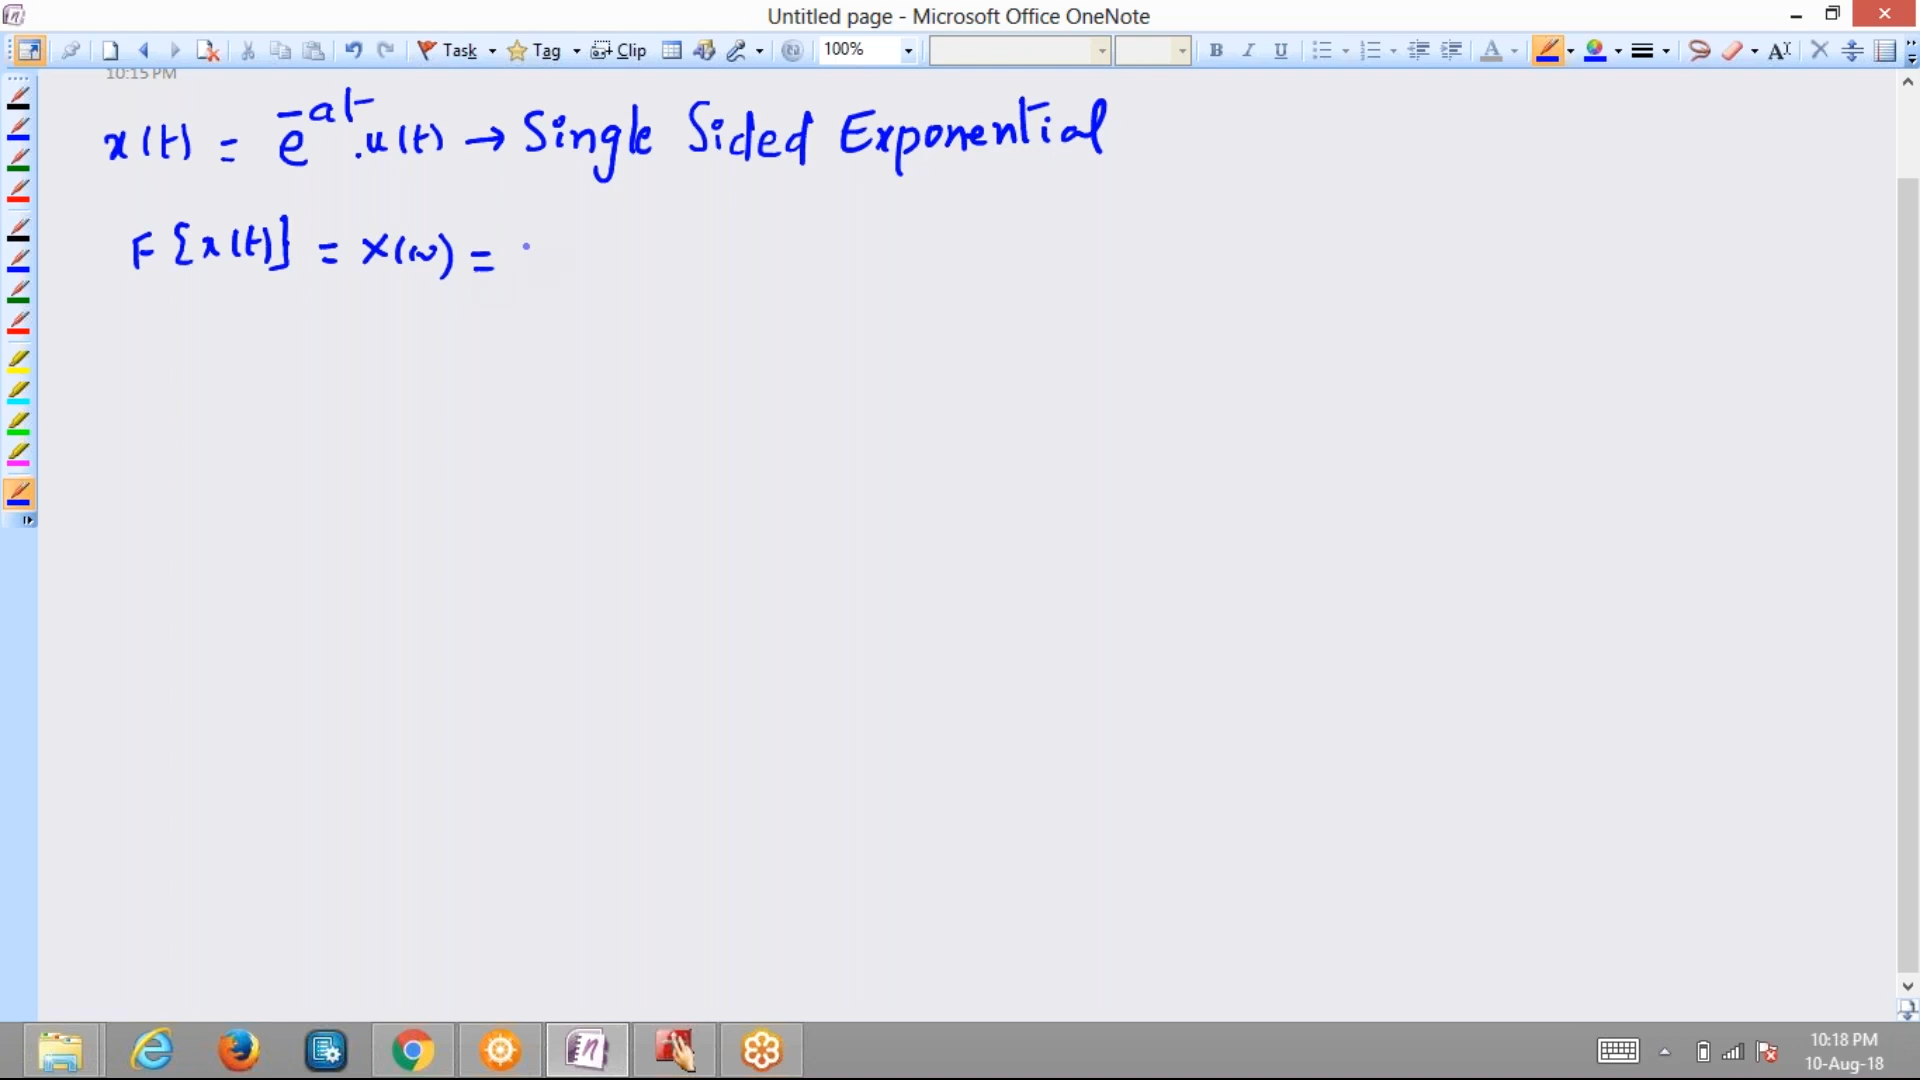 Untitled page - Microsoft Office OneNote
Task Tag Clip 100% B I U A
10:15 PM
x(t) = e^{-at}.u(t) → Single Sided Exponential
F{x(t)} = X(ω) =
10:18 PM
10-Aug-18